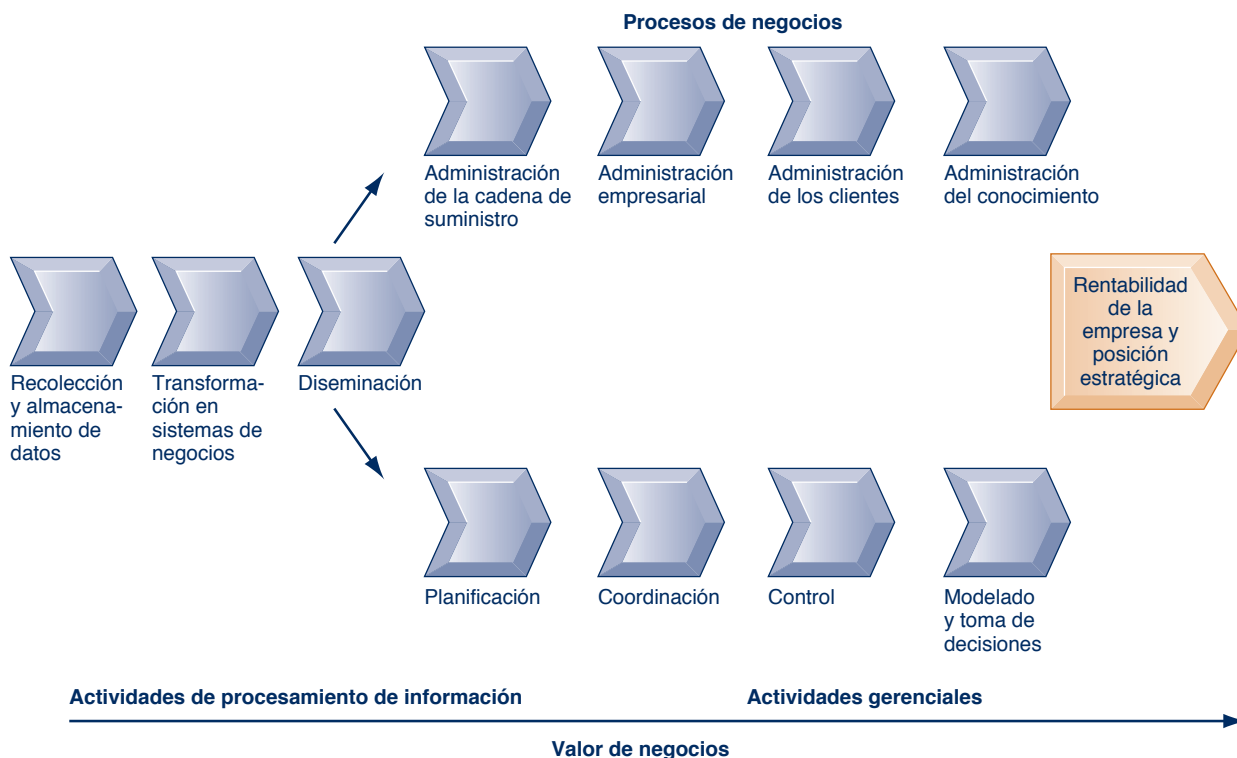 Procesos de negocios
Administración
de la cadena de
suministro
Administración
empresarial
Administración
de los clientes
Administración
del conocimiento
Recolección
y almacena-
miento de
datos
Transforma-
ción en
sistemas de
negocios
Diseminación
Rentabilidad
de la
empresa y
posición
estratégica
Planificación
Coordinación
Control
Modelado
y toma de
decisiones
Actividades de procesamiento de información
Actividades gerenciales
Valor de negocios